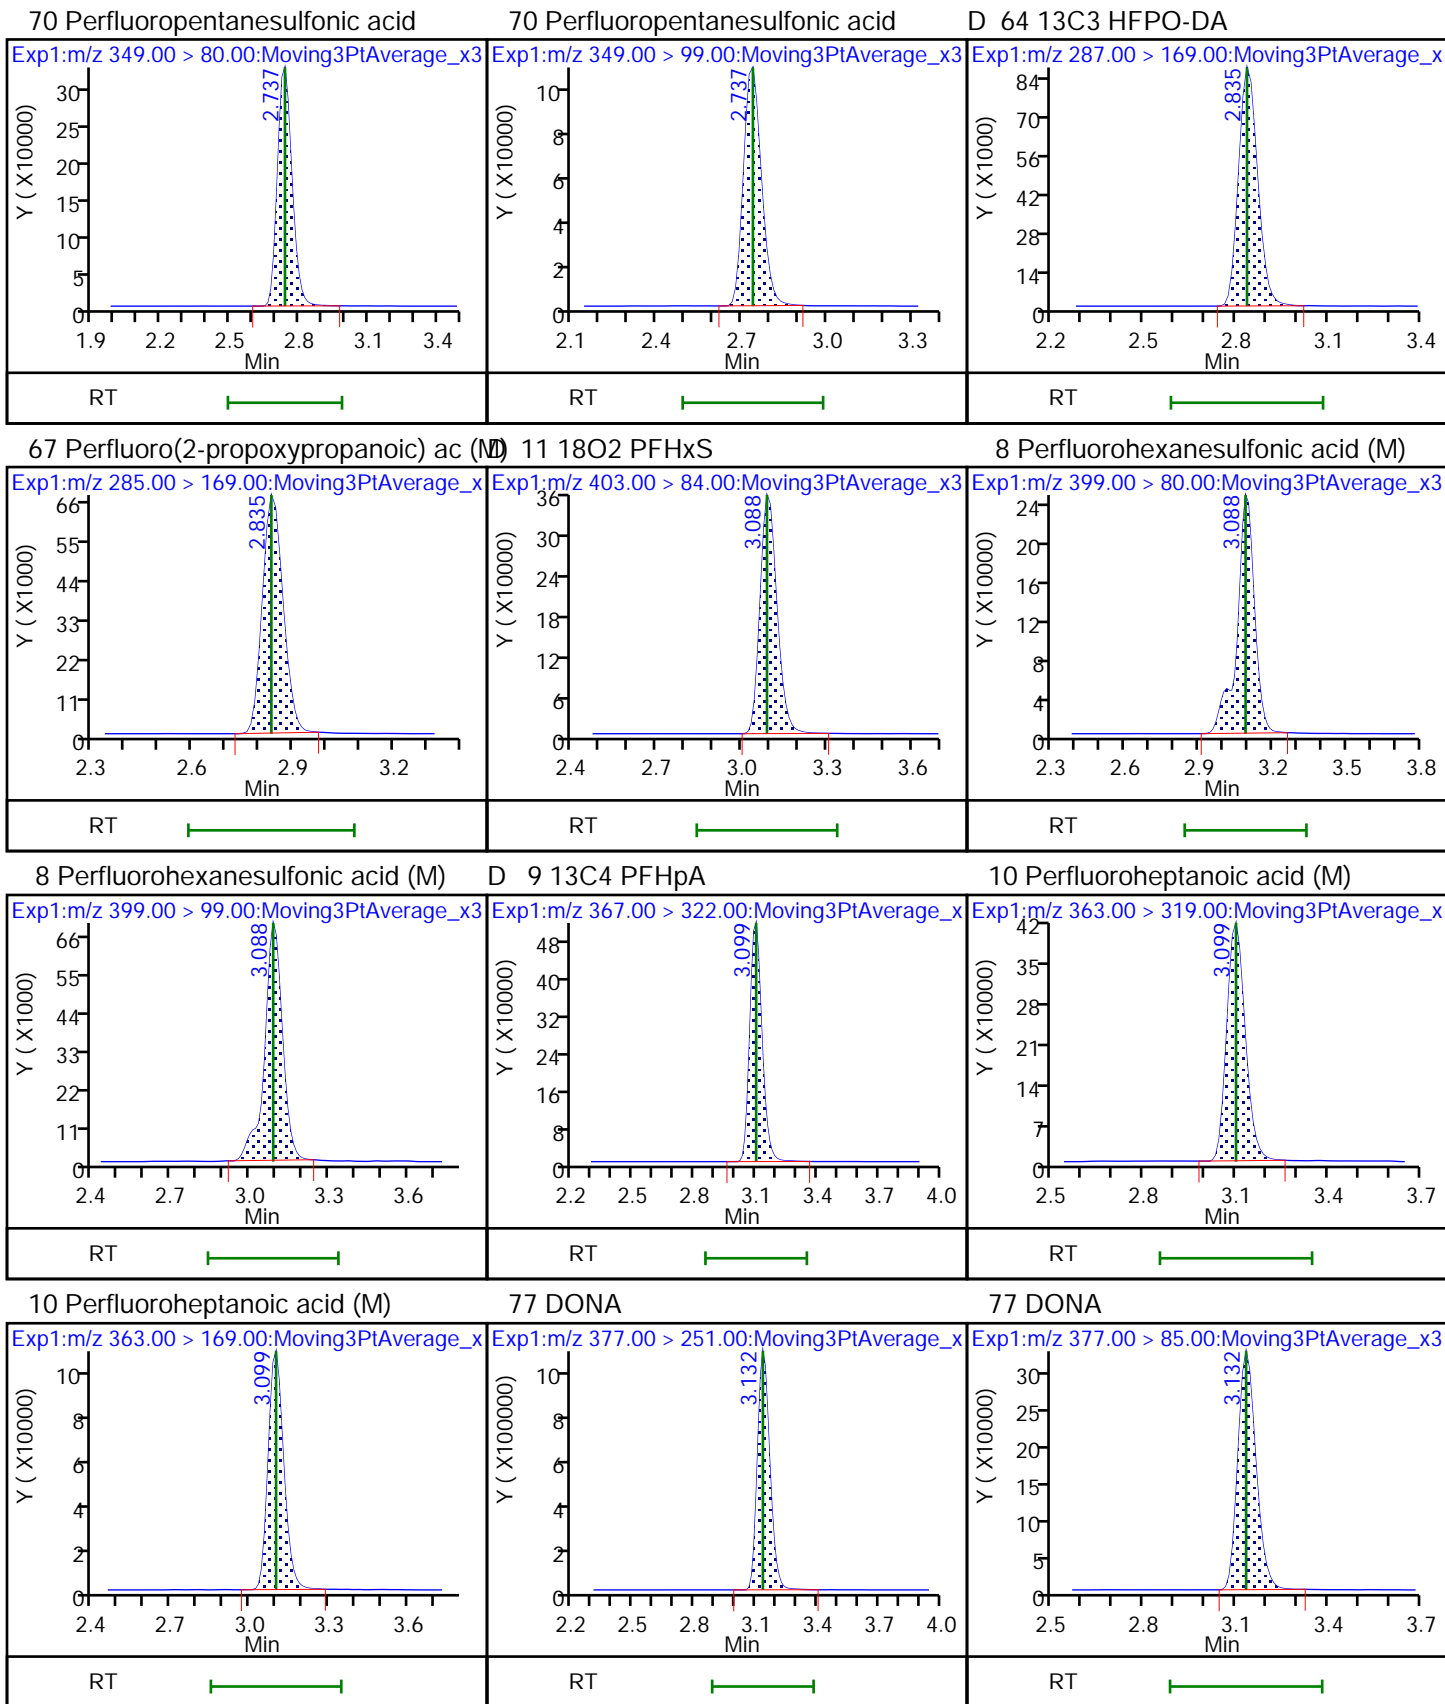 70 Perfluoropentanesulfonic acid
Exp1:m/z 349.00 > 80.00:Moving3PtAverage_x3
Y ( X10000)
30
25
20
15
10
5
0
2.737
1.9 2.2 2.5 2.8 3.1 3.4
Min
RT
70 Perfluoropentanesulfonic acid
Exp1:m/z 349.00 > 99.00:Moving3PtAverage_x3
Y ( X10000)
10
8
6
4
2
0
2.737
2.1 2.4 2.7 3.0 3.3
Min
RT
D 64 13C3 HFPO-DA
Exp1:m/z 287.00 > 169.00:Moving3PtAverage_x
Y ( X1000)
84
70
56
42
28
14
0
2.835
2.2 2.5 2.8 3.1 3.4
Min
RT
67 Perfluoro(2-propoxypropanoic) ac (M)
Exp1:m/z 285.00 > 169.00:Moving3PtAverage_x
Y ( X1000)
66
55
44
33
22
11
0
2.835
2.3 2.6 2.9 3.2
Min
RT
D 11 18O2 PFHxS
Exp1:m/z 403.00 > 84.00:Moving3PtAverage_x3
Y ( X10000)
36
30
24
18
12
6
0
3.088
2.4 2.7 3.0 3.3 3.6
Min
RT
8 Perfluorohexanesulfonic acid (M)
Exp1:m/z 399.00 > 80.00:Moving3PtAverage_x3
Y ( X10000)
24
20
16
12
8
4
0
3.088
2.3 2.6 2.9 3.2 3.5 3.8
Min
RT
8 Perfluorohexanesulfonic acid (M)
Exp1:m/z 399.00 > 99.00:Moving3PtAverage_x3
Y ( X1000)
66
55
44
33
22
11
0
3.088
2.4 2.7 3.0 3.3 3.6
Min
RT
D 9 13C4 PFHpA
Exp1:m/z 367.00 > 322.00:Moving3PtAverage_x
Y ( X10000)
48
40
32
24
16
8
0
3.099
2.2 2.5 2.8 3.1 3.4 3.7 4.0
Min
RT
10 Perfluoroheptanoic acid (M)
Exp1:m/z 363.00 > 319.00:Moving3PtAverage_x
Y ( X10000)
42
35
28
21
14
7
0
3.099
2.5 2.8 3.1 3.4 3.7
Min
RT
10 Perfluoroheptanoic acid (M)
Exp1:m/z 363.00 > 169.00:Moving3PtAverage_x
Y ( X10000)
10
8
6
4
2
0
3.099
2.4 2.7 3.0 3.3 3.6
Min
RT
77 DONA
Exp1:m/z 377.00 > 251.00:Moving3PtAverage_x
Y ( X100000)
10
8
6
4
2
0
3.132
2.2 2.5 2.8 3.1 3.4 3.7 4.0
Min
RT
77 DONA
Exp1:m/z 377.00 > 85.00:Moving3PtAverage_x3
Y ( X10000)
30
25
20
15
10
5
0
3.132
2.5 2.8 3.1 3.4 3.7
Min
RT